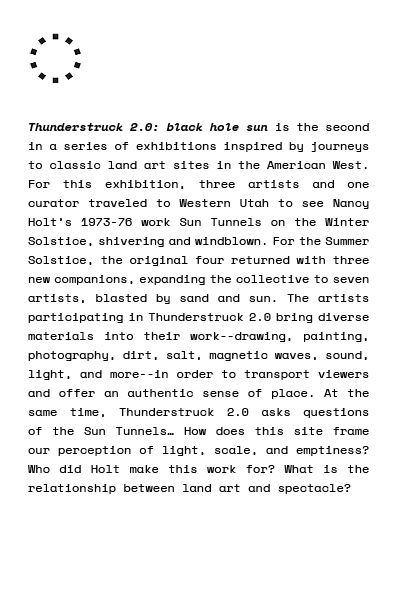 Thunderstruck 2.0: black hole sun is the second
in a series of exhibitions inspired by journeys
to classic land art sites in the American West.
For this exhibition, three artists and one
curator traveled to Western Utah to see Nancy
Holt's 1973-76 work Sun Tunnels on the Winter
Solstice, shivering and windblown. For the Summer
Solstice, the original four returned with three
new companions, expanding the collective to seven
artists, blasted by sand and sun. The artists
participating in Thunderstruck 2.0 bring diverse
materials into their work--drawing, painting,
photography, dirt, salt, magnetic waves, sound,
light, and more--in order to transport viewers
and offer an authentic sense of place. At the
same time, Thunderstruck 2.0 asks questions
of the Sun Tunnels… How does this site frame
our perception of light, scale, and emptiness?
Who did Holt make this work for? What is the
relationship between land art and spectacle?